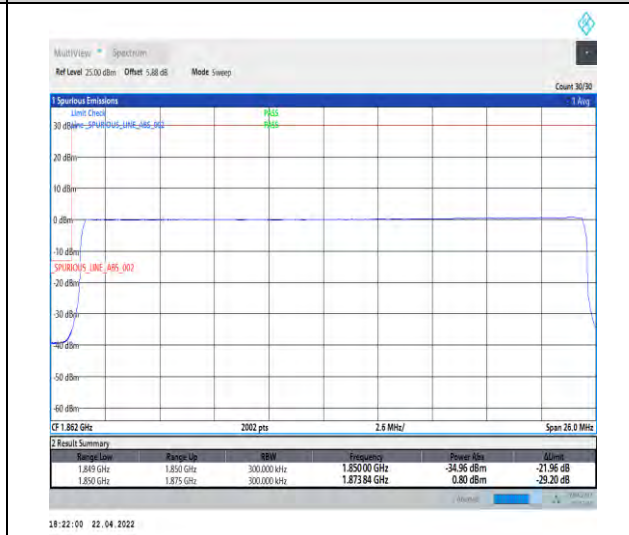 MultiView Spektrum
Ref Level 25.00 dBm Offset 5.88 dB Mode Sweep
Count 30/30
1 Spurious Emissions 1 Avg
Limit Check PASS
30 dBm Line _SPURIOUS_LINE_ABS_002 PASS
20 dBm
10 dBm
0 dBm
-10 dBm
_SPURIOUS_LINE_ABS_002
-20 dBm
-30 dBm
-40 dBm
-50 dBm
-60 dBm
CF 1.862 GHz 2002 pts 2.6 MHz/ Span 26.0 MHz
2 Result Summary
Range Low Range Up RBW Frequency Power Abs ΔLimit
1.849 GHz 1.850 GHz 300.000 kHz 1.85000 GHz -34.96 dBm -21.96 dB
1.850 GHz 1.875 GHz 300.000 kHz 1.87384 GHz 0.80 dBm -29.20 dB
18:22:00 22.04.2022